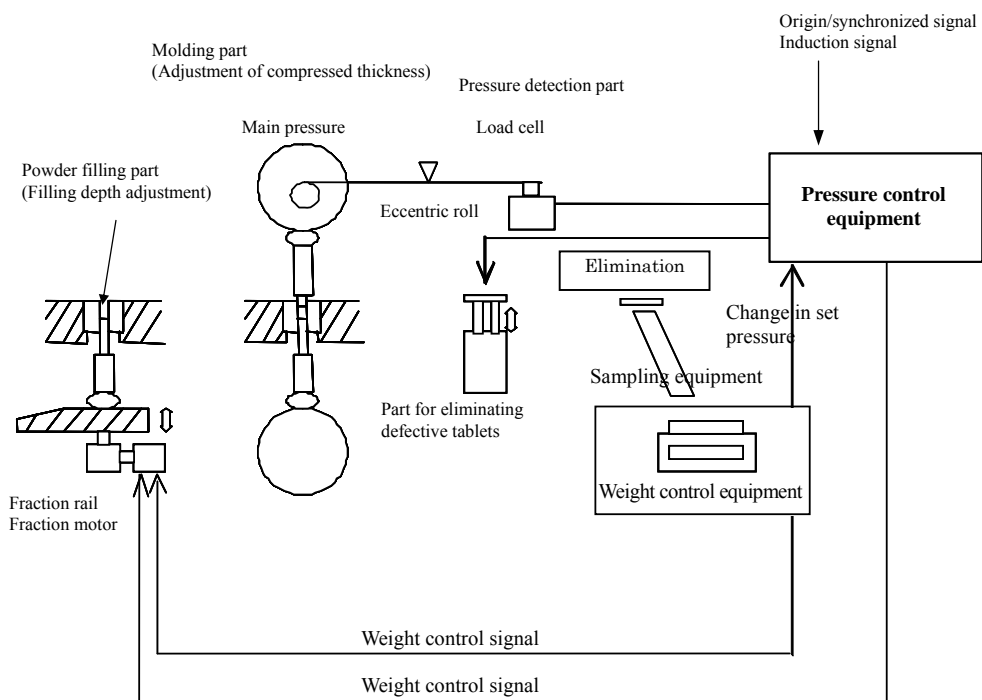 Origin/synchronized signal
Induction signal
Molding part
(Adjustment of compressed thickness)
Pressure detection part
Main pressure
Load cell
Powder filling part
(Filling depth adjustment)
Pressure control
equipment
Eccentric roll
Elimination
Change in set
pressure
Sampling equipment
Part for eliminating
defective tablets
Weight control equipment
Fraction rail
Fraction motor
Weight control signal
Weight control signal